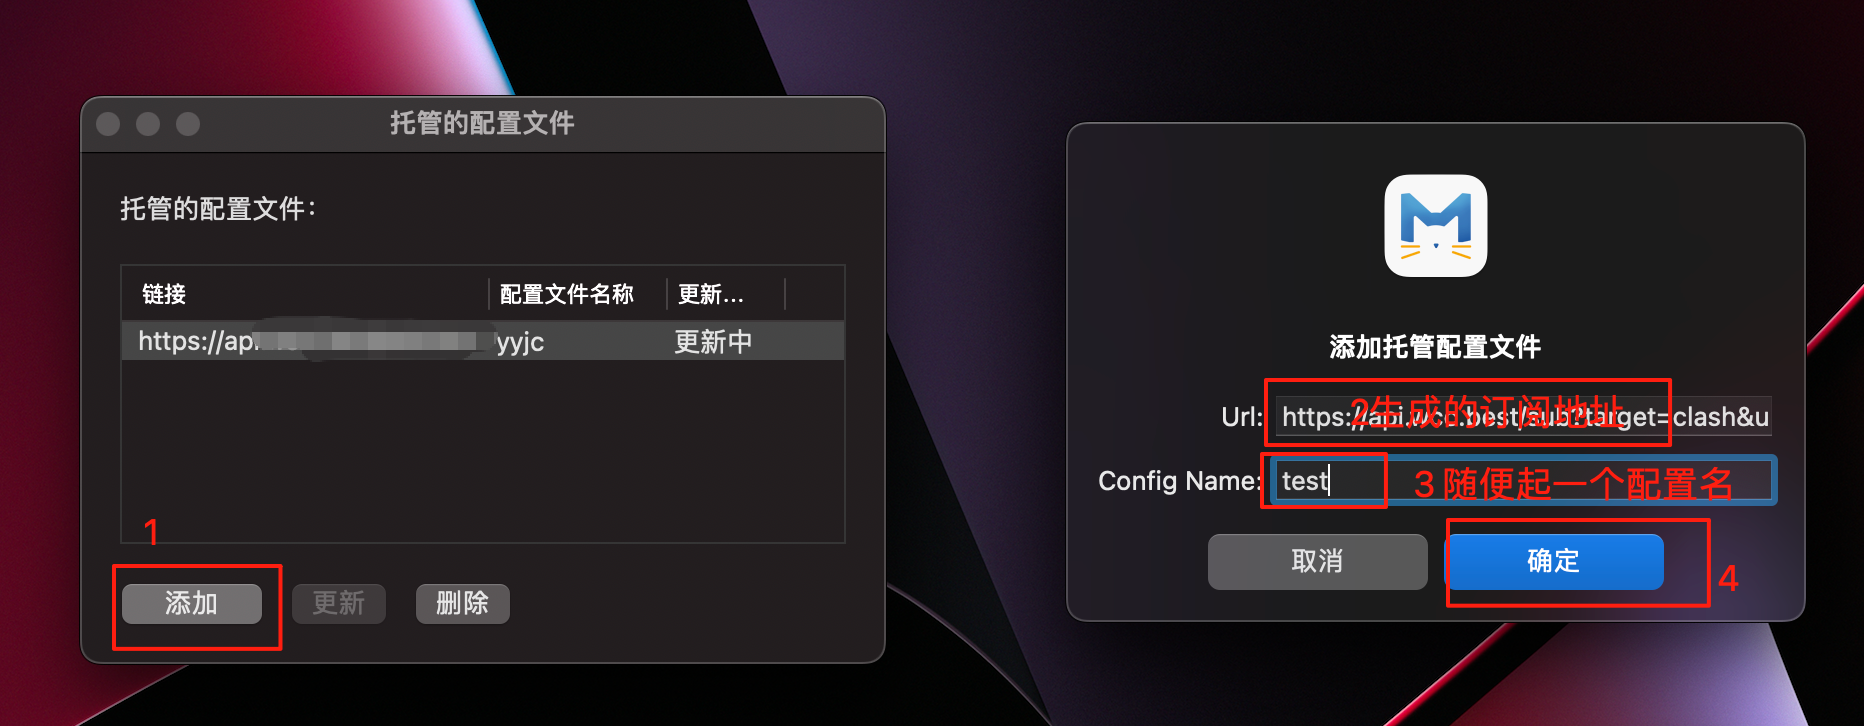 托管的配置文件
托管的配置文件：
链接 配置文件名称 更新...
https://api yyjc 更新中
1
添加 更新 删除
添加托管配置文件
Url: https://api.wcc.best/sub?target=clash&u
2生成的订阅地址
Config Name: test
3 随便起一个配置名
取消 确定
4